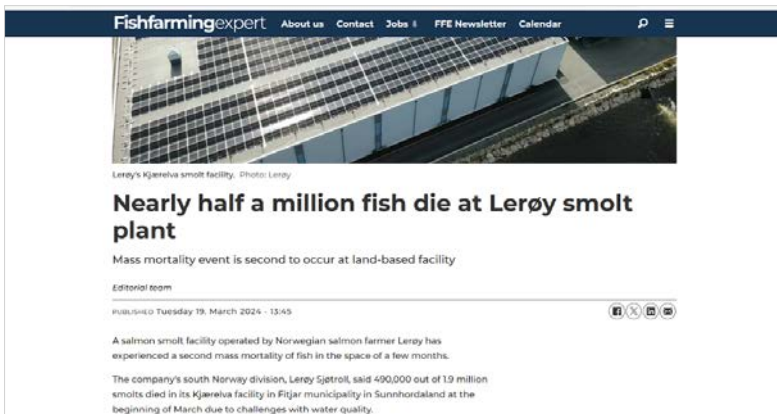 Fishfarmingexpert About us Contact Jobs FFE Newsletter Calendar
Lerøy's Kjærelva smolt facility. Photo: Lerøy
Nearly half a million fish die at Lerøy smolt
plant
Mass mortality event is second to occur at land-based facility
Editorial team
PUBLISHED Tuesday 19. March 2024 - 13:45
A salmon smolt facility operated by Norwegian salmon farmer Lerøy has
experienced a second mass mortality of fish in the space of a few months.
The company's south Norway division, Lerøy Sjøtroll, said 490,000 out of 1.9 million
smolts died in its Kjærelva facility in Fitjar municipality in Sunnhordaland at the
beginning of March due to challenges with water quality.